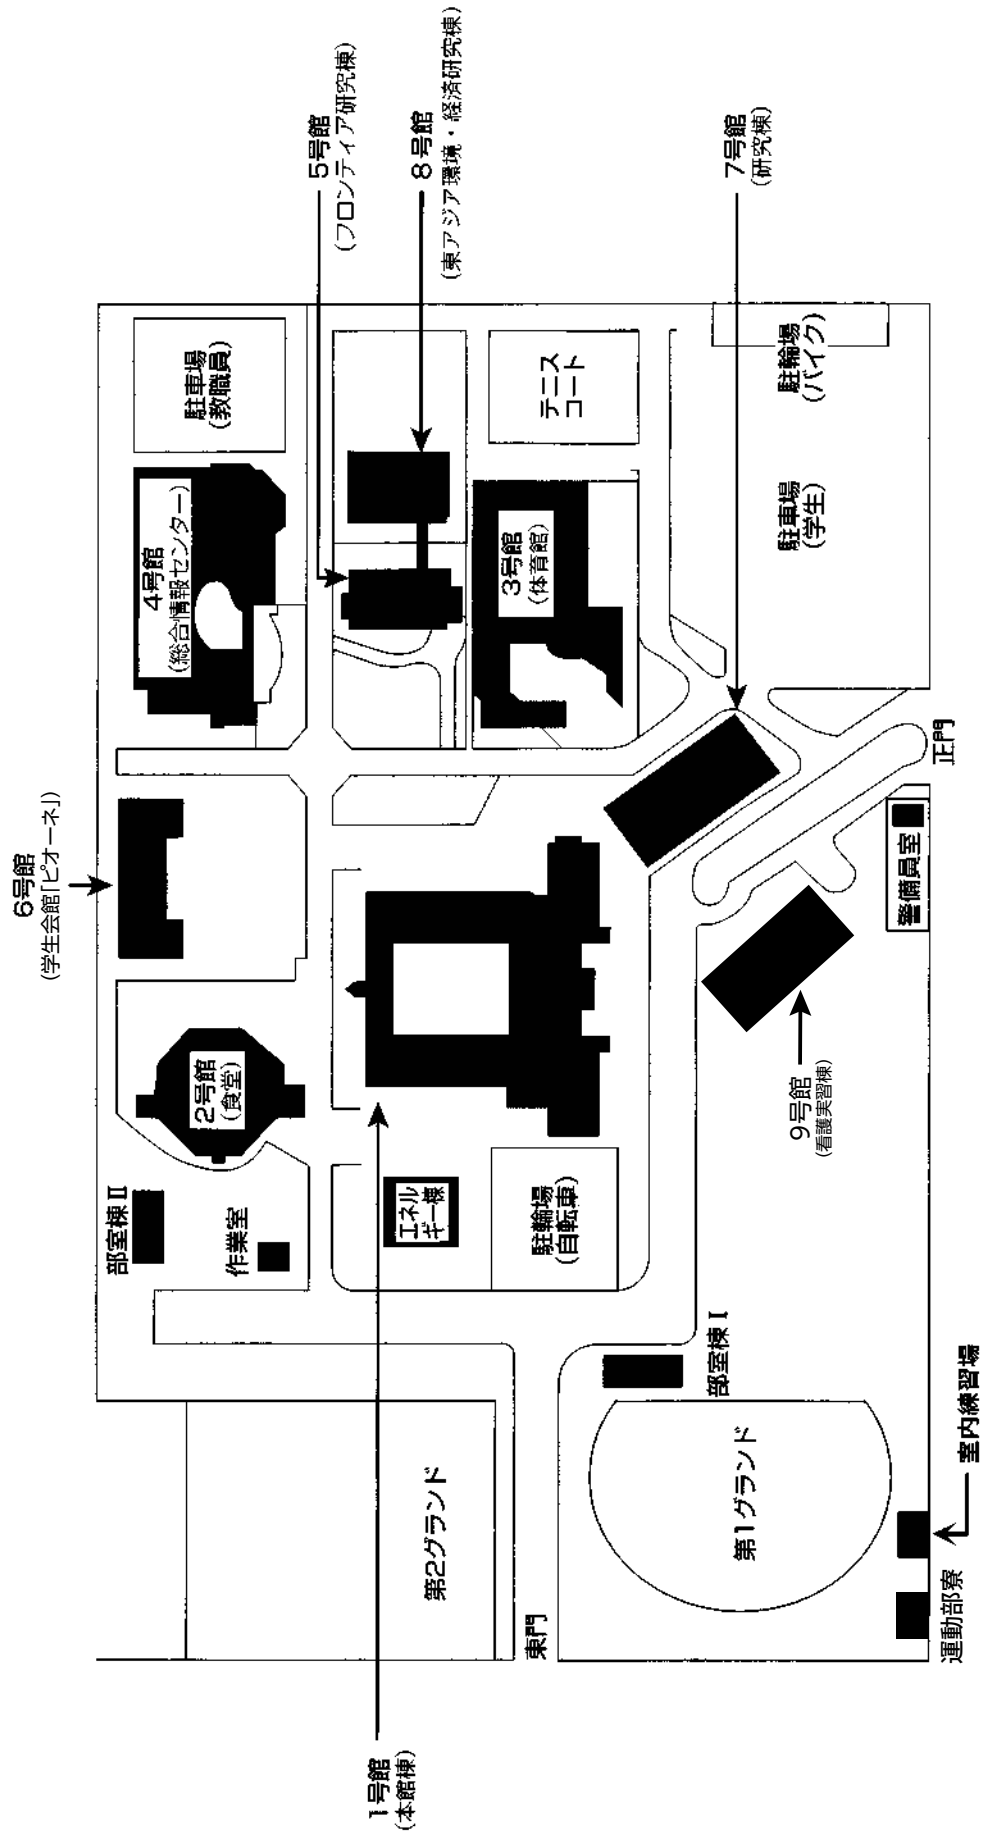 6号館
(学生会館「ピオーネ」)
5号館
(フロンティア研究棟)
8号館
(東アジア環境・経済研究棟)
7号館
(研究棟)
駐車場
(教職員)
4号館
(総合情報センター)
テニス
コート
3号館
(体育館)
駐輪場
(バイク)
駐車場
(学生)
正門
警備員室
2号館
(食堂)
9号館
(看護実習棟)
部室棟Ⅱ
作業室
エネル
ギー棟
駐輪場
(自転車)
部室棟Ⅰ
第2グランド
第1グランド
室内練習場
東門
運動部寮
1号館
(本館棟)